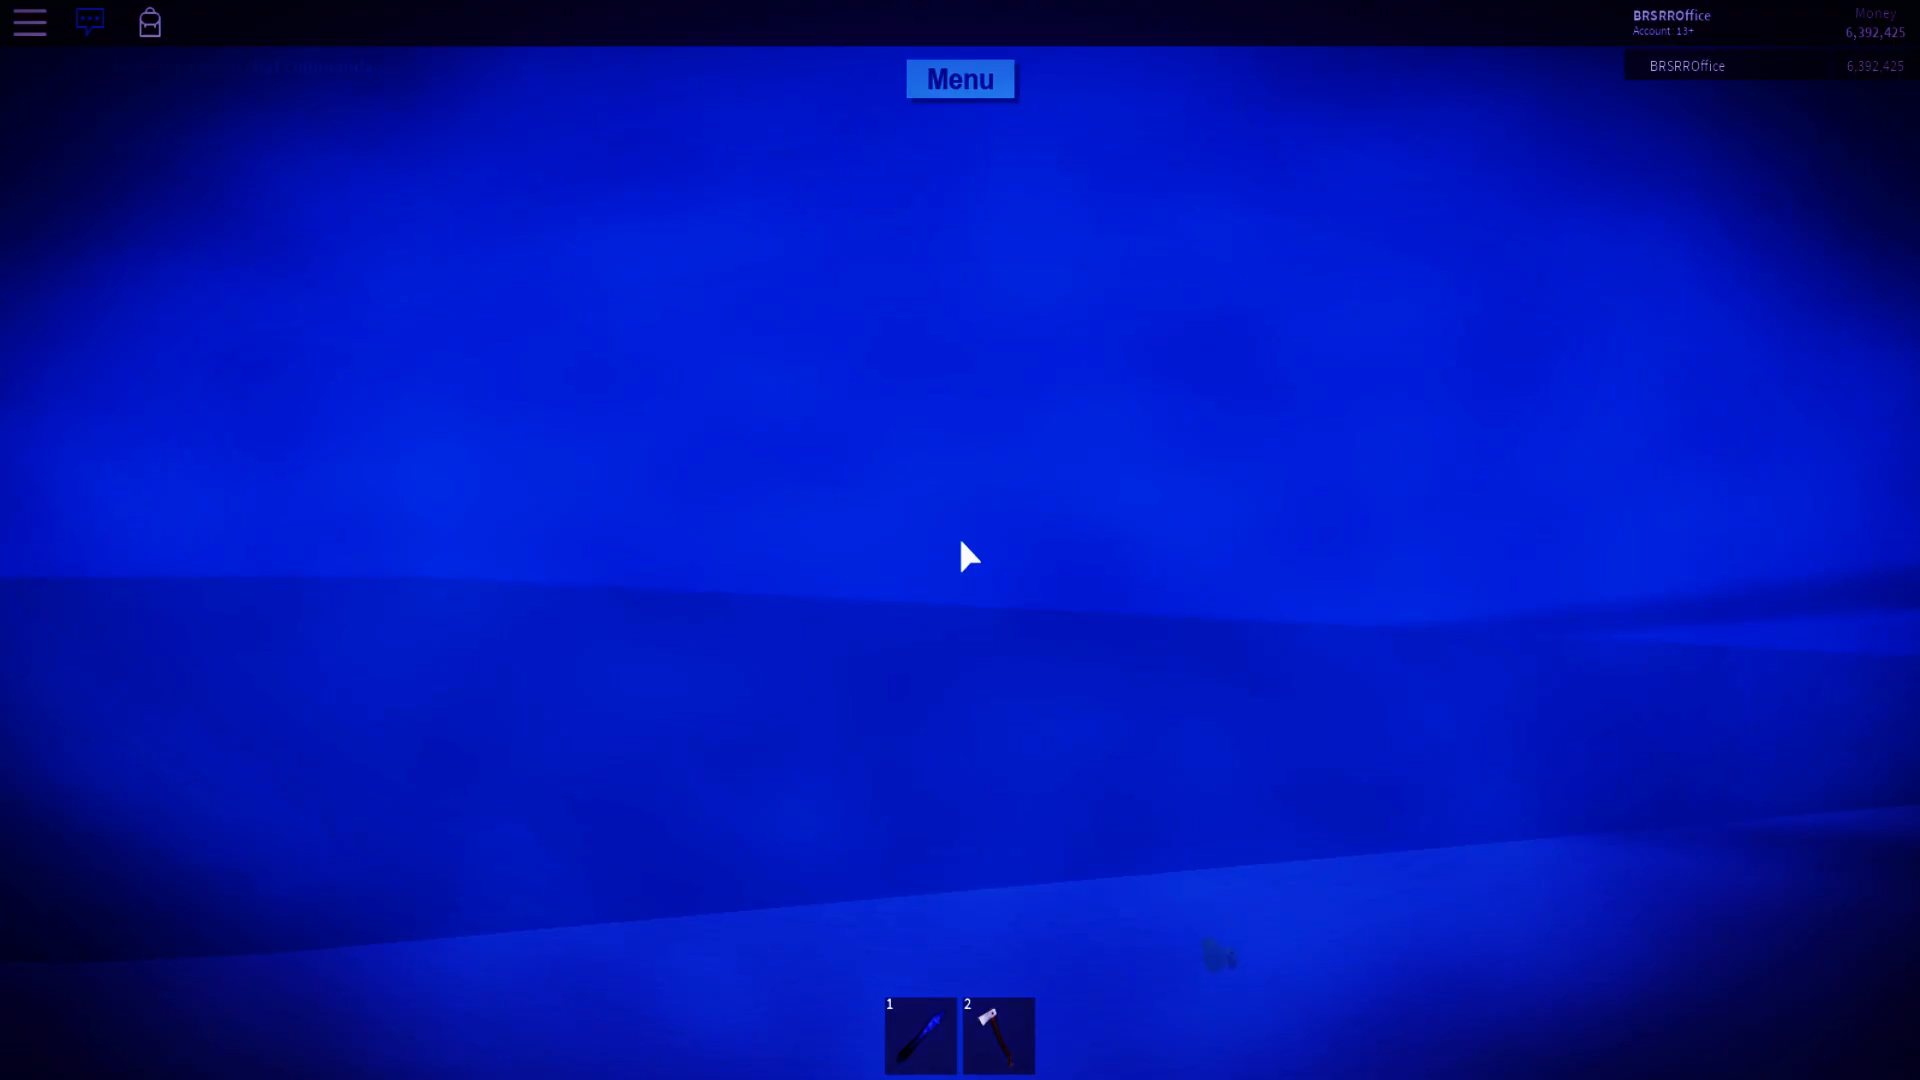 BRSRROffice
Account: 13+
Money
6,392,425
BRSRROffice
6,392,425
Menu
1
2